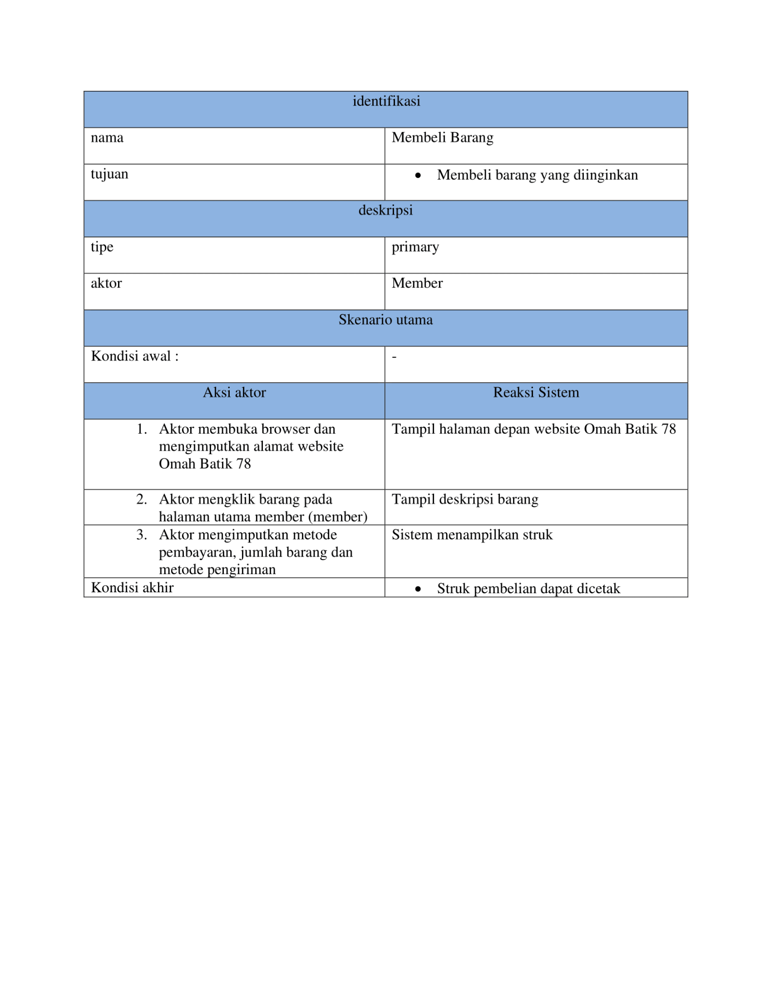 identifikasi
nama
Membeli Barang
tujuan
• Membeli barang yang diinginkan
deskripsi
tipe
primary
aktor
Member
Skenario utama
Kondisi awal :
-
Aksi aktor
Reaksi Sistem
1. Aktor membuka browser dan
mengimputkan alamat website
Omah Batik 78
Tampil halaman depan website Omah Batik 78
2. Aktor mengklik barang pada
halaman utama member (member)
Tampil deskripsi barang
3. Aktor mengimputkan metode
pembayaran, jumlah barang dan
metode pengiriman
Sistem menampilkan struk
Kondisi akhir
• Struk pembelian dapat dicetak